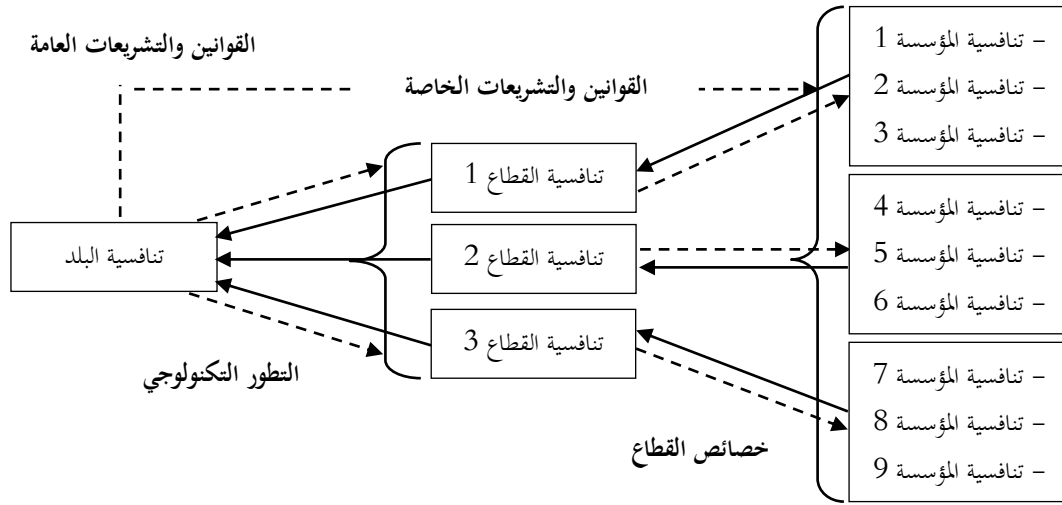 القوانين والتشريعات العامة
القوانين والتشريعات الخاصة
– تنافسية المؤسسة 1
– تنافسية المؤسسة 2
– تنافسية المؤسسة 3
– تنافسية المؤسسة 4
– تنافسية المؤسسة 5
– تنافسية المؤسسة 6
– تنافسية المؤسسة 7
– تنافسية المؤسسة 8
– تنافسية المؤسسة 9
تنافسية القطاع 1
تنافسية القطاع 2
تنافسية القطاع 3
تنافسية البلد
التطور التكنولوجي
خصائص القطاع